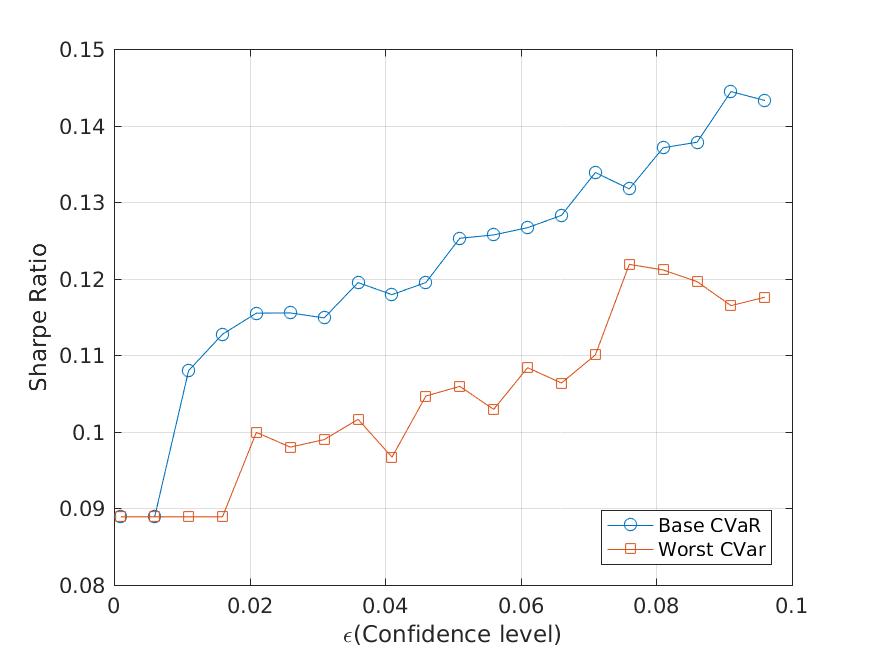 0.15
0.14
0.13
0.12
0.11
0.1
0.09
0.08
Sharpe Ratio
Base CVaR
Worst CVar
0 0.02 0.04 0.06 0.08 0.1
ϵ(Confidence level)